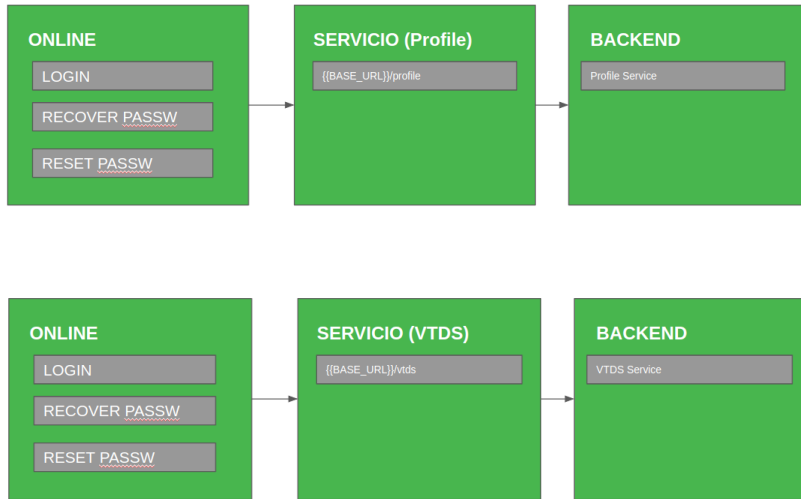 ONLINE
LOGIN
RECOVER PASSW
RESET PASSW
SERVICIO (Profile)
{{BASE_URL}}/profile
BACKEND
Profile Service
ONLINE
LOGIN
RECOVER PASSW
RESET PASSW
SERVICIO (VTDS)
{{BASE_URL}}/vtds
BACKEND
VTDS Service